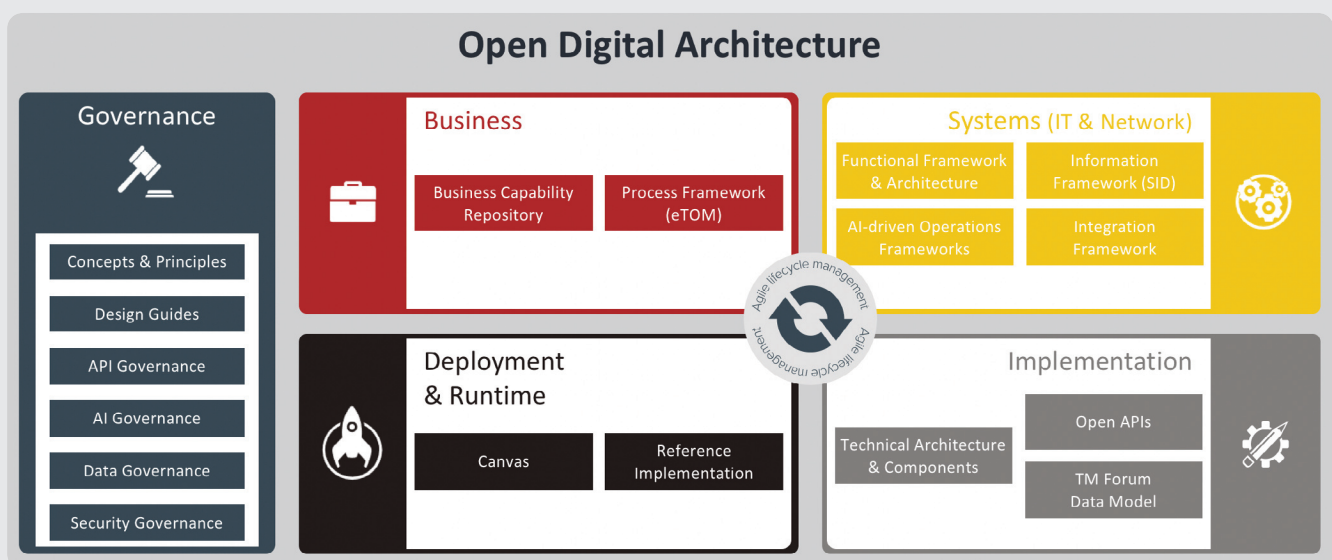 Open Digital Architecture
Governance
Concepts & Principles
Design Guides
API Governance
AI Governance
Data Governance
Security Governance
Business
Business Capability
Repository
Process Framework
(eTOM)
Systems (IT & Network)
Functional Framework
& Architecture
Information
Framework (SID)
AI-driven Operations
Frameworks
Integration
Framework
Agile lifecycle management
Agile lifecycle management
Deployment
& Runtime
Canvas
Reference
Implementation
Implementation
Technical Architecture
& Components
Open APIs
TM Forum
Data Model